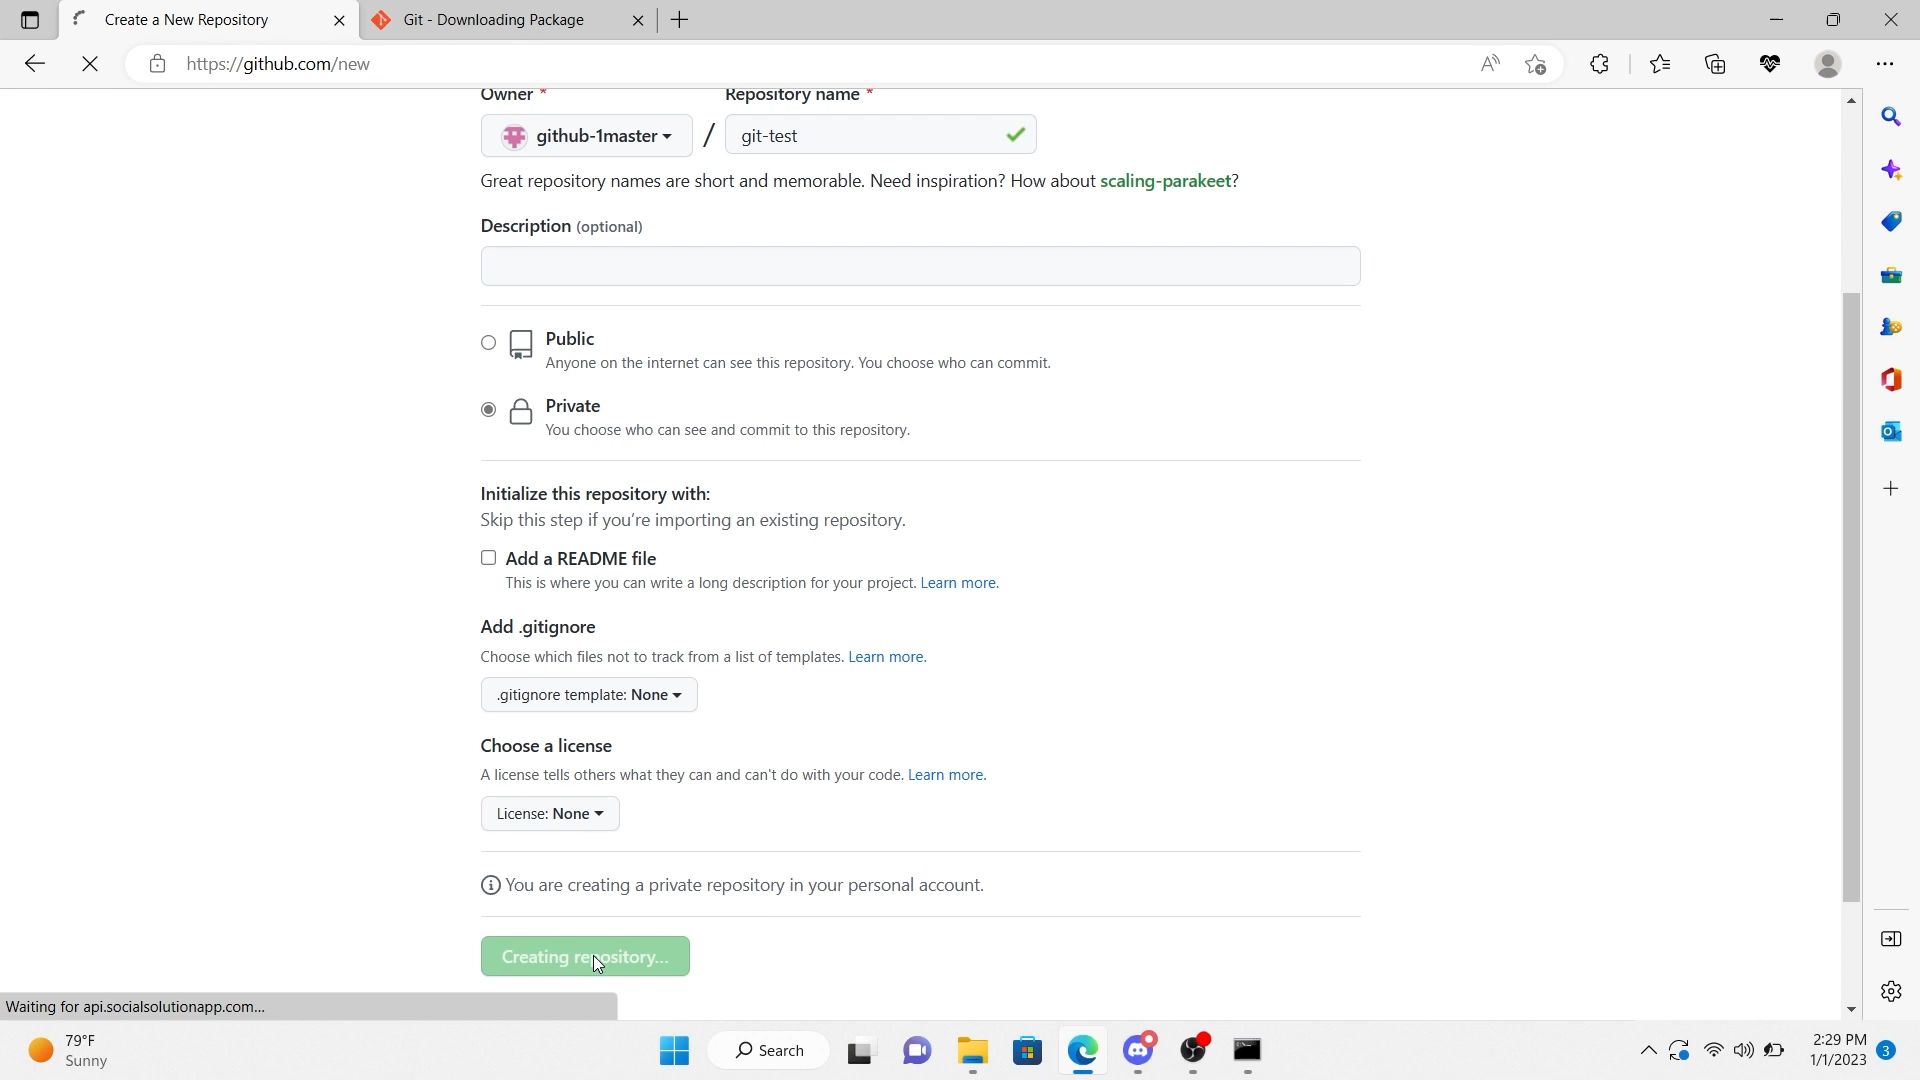 Create a New Repository
Git - Downloading Package
https://github.com/new
Owner *
Repository name *
github-1master
/
git-test
Great repository names are short and memorable. Need inspiration? How about scaling-parakeet?
Description (optional)
Public
Anyone on the internet can see this repository. You choose who can commit.
Private
You choose who can see and commit to this repository.
Initialize this repository with:
Skip this step if you're importing an existing repository.
Add a README file
This is where you can write a long description for your project. Learn more.
Add .gitignore
Choose which files not to track from a list of templates. Learn more.
.gitignore template: None
Choose a license
A license tells others what they can and can't do with your code. Learn more.
License: None
You are creating a private repository in your personal account.
Creating repository...
Waiting for api.socialsolutionapp.com...
79°F
Sunny
Search
2:29 PM
1/1/2023
3